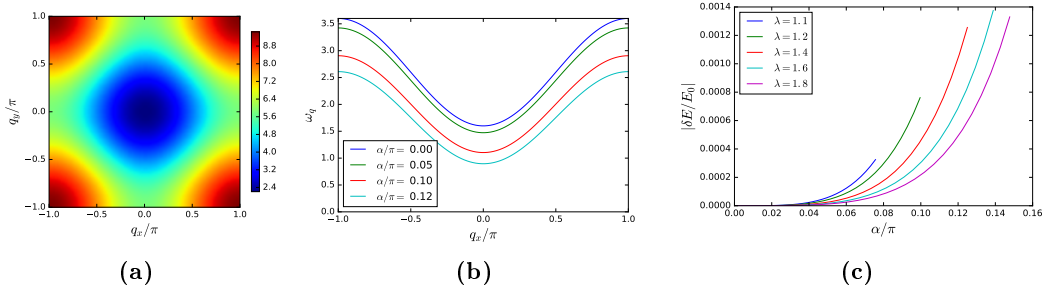 1.0
0.5
0.0
−0.5
−1.0
q_y/π
−1.0 −0.5 0.0 0.5 1.0
q_x/π
8.8
8.0
7.2
6.4
5.6
4.8
4.0
3.2
2.4
(a)
3.5
3.0
2.5
2.0
1.5
1.0
0.5
0.0
ω_q
α/π = 0.00
α/π = 0.05
α/π = 0.10
α/π = 0.12
−1.0 −0.5 0.0 0.5 1.0
q_x/π
(b)
0.0014
0.0012
0.0010
0.0008
0.0006
0.0004
0.0002
0.0000
|δE/E_0|
λ = 1.1
λ = 1.2
λ = 1.4
λ = 1.6
λ = 1.8
0.00 0.02 0.04 0.06 0.08 0.10 0.12 0.14 0.16
α/π
(c)